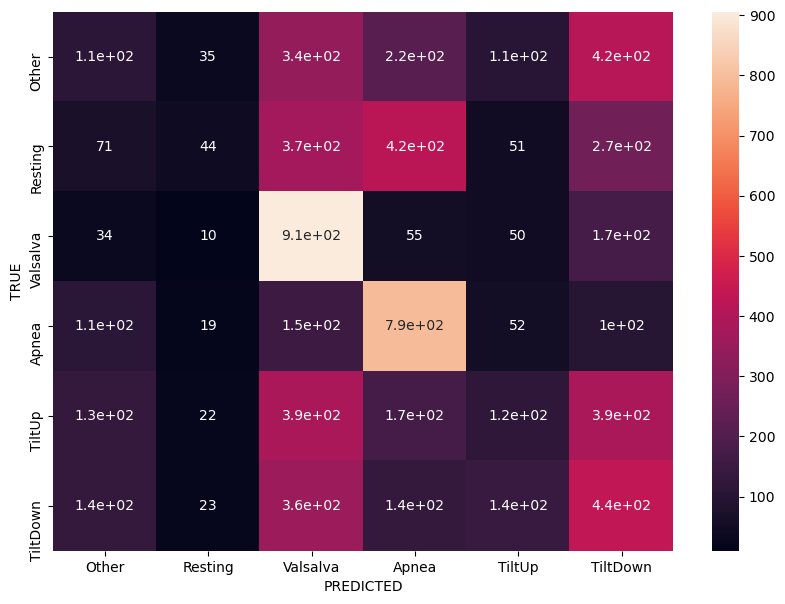 Other 1.1e+02 35 3.4e+02 2.2e+02 1.1e+02 4.2e+02
Resting 71 44 3.7e+02 4.2e+02 51 2.7e+02
Valsalva 34 10 9.1e+02 55 50 1.7e+02
Apnea 1.1e+02 19 1.5e+02 7.9e+02 52 1e+02
TiltUp 1.3e+02 22 3.9e+02 1.7e+02 1.2e+02 3.9e+02
TiltDown 1.4e+02 23 3.6e+02 1.4e+02 1.4e+02 4.4e+02
TRUE
Other Resting Valsalva Apnea TiltUp TiltDown
PREDICTED
900
800
700
600
500
400
300
200
100